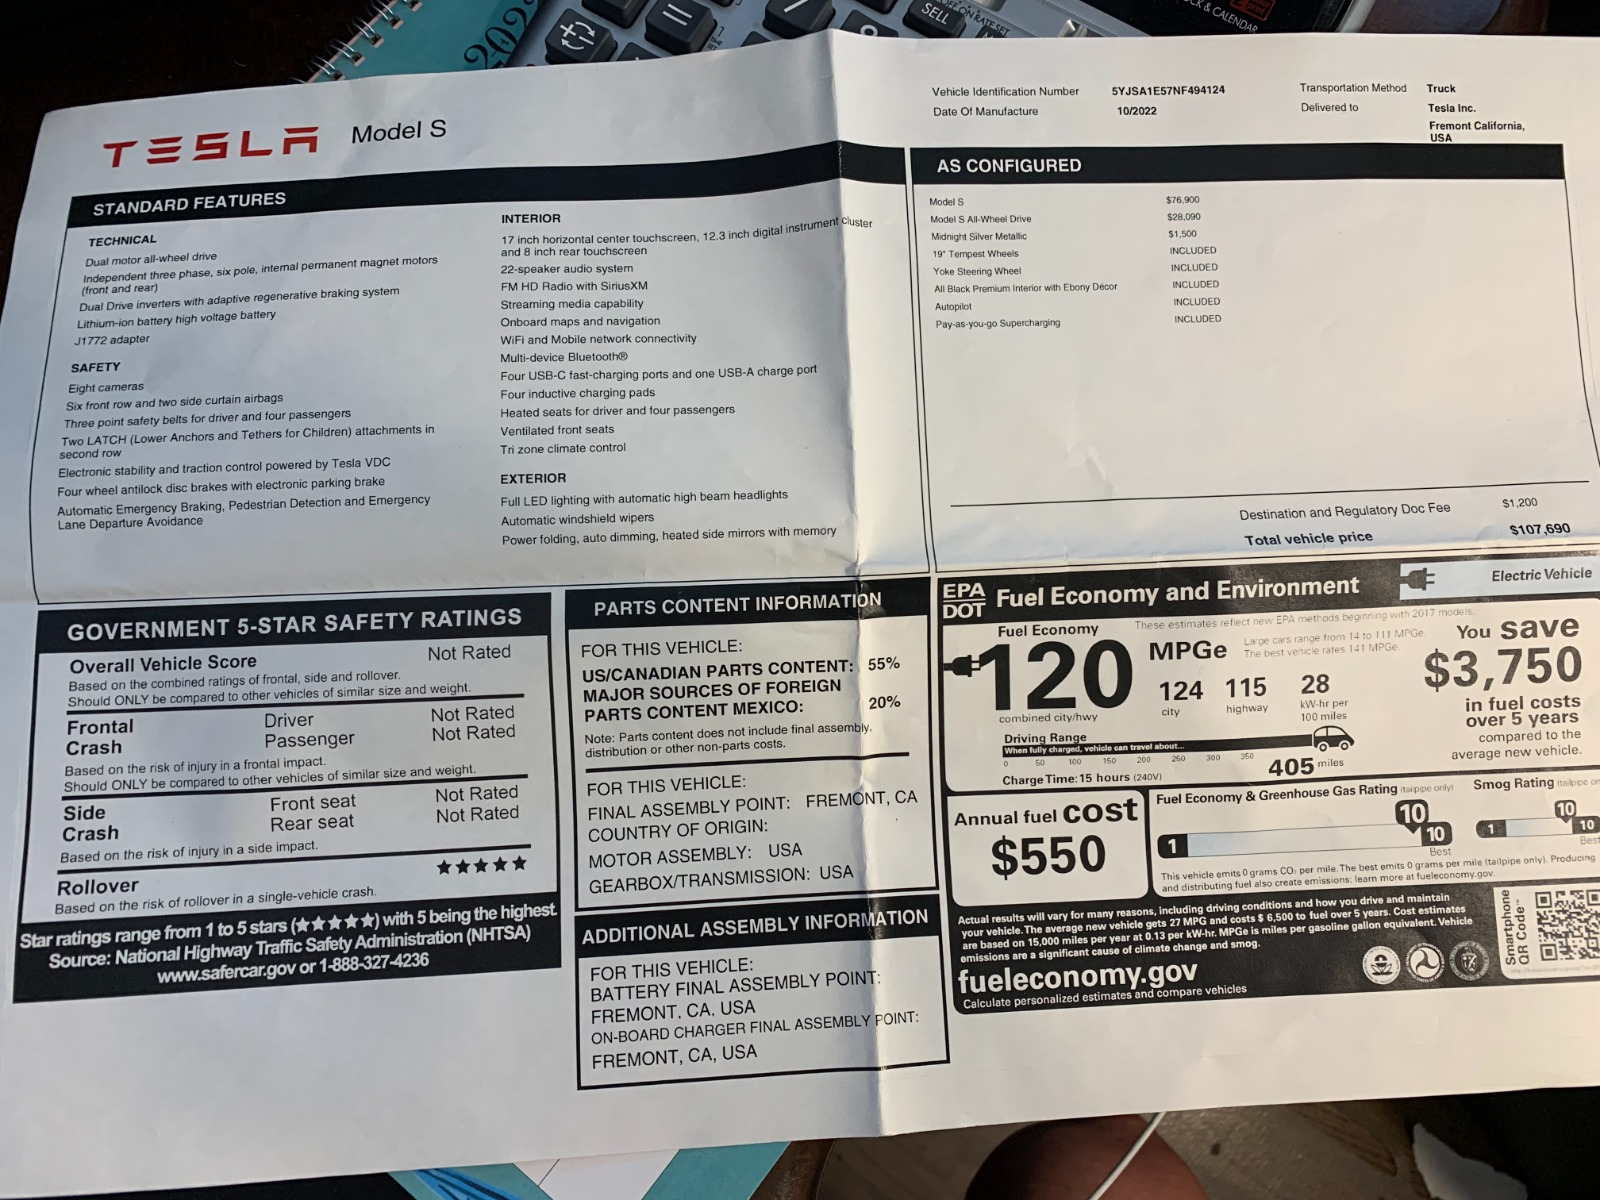 SELL
OFF ON RATE SET
& CALENDAR
202
TESLA Model S
Vehicle Identification Number 5YJSA1E57NF494124
Date Of Manufacture 10/2022
Transportation Method Truck
Delivered to Tesla Inc.
Fremont California,
USA
STANDARD FEATURES
TECHNICAL
Dual motor all-wheel drive
Independent three phase, six pole, internal permanent magnet motors
(front and rear)
Dual Drive inverters with adaptive regenerative braking system
Lithium-ion battery high voltage battery
J1772 adapter
SAFETY
Eight cameras
Six front row and two side curtain airbags
Three point safety belts for driver and four passengers
Two LATCH (Lower Anchors and Tethers for Children) attachments in
second row
Electronic stability and traction control powered by Tesla VDC
Four wheel antilock disc brakes with electronic parking brake
Automatic Emergency Braking, Pedestrian Detection and Emergency
Lane Departure Avoidance
INTERIOR
17 inch horizontal center touchscreen, 12.3 inch digital instrument cluster
and 8 inch rear touchscreen
22-speaker audio system
FM HD Radio with SiriusXM
Streaming media capability
Onboard maps and navigation
WiFi and Mobile network connectivity
Multi-device Bluetooth®
Four USB-C fast-charging ports and one USB-A charge port
Four inductive charging pads
Heated seats for driver and four passengers
Ventilated front seats
Tri zone climate control
EXTERIOR
Full LED lighting with automatic high beam headlights
Automatic windshield wipers
Power folding, auto dimming, heated side mirrors with memory
AS CONFIGURED
Model S $76,900
Model S All-Wheel Drive $28,090
Midnight Silver Metallic $1,500
19" Tempest Wheels INCLUDED
Yoke Steering Wheel INCLUDED
All Black Premium Interior with Ebony Décor INCLUDED
Autopilot INCLUDED
Pay-as-you-go Supercharging INCLUDED
Destination and Regulatory Doc Fee $1,200
Total vehicle price $107,690
GOVERNMENT 5-STAR SAFETY RATINGS
Overall Vehicle Score Not Rated
Based on the combined ratings of frontal, side and rollover.
Should ONLY be compared to other vehicles of similar size and weight.
Frontal Driver Not Rated
Crash Passenger Not Rated
Based on the risk of injury in a frontal impact.
Should ONLY be compared to other vehicles of similar size and weight.
Side Front seat Not Rated
Crash Rear seat Not Rated
Based on the risk of injury in a side impact.
Rollover ★★★★★
Based on the risk of rollover in a single-vehicle crash.
Star ratings range from 1 to 5 stars (★★★★★) with 5 being the highest.
Source: National Highway Traffic Safety Administration (NHTSA)
www.safercar.gov or 1-888-327-4236
PARTS CONTENT INFORMATION
FOR THIS VEHICLE:
US/CANADIAN PARTS CONTENT: 55%
MAJOR SOURCES OF FOREIGN
PARTS CONTENT MEXICO: 20%
Note: Parts content does not include final assembly,
distribution or other non-parts costs.
FOR THIS VEHICLE:
FINAL ASSEMBLY POINT: FREMONT, CA
COUNTRY OF ORIGIN:
MOTOR ASSEMBLY: USA
GEARBOX/TRANSMISSION: USA
ADDITIONAL ASSEMBLY INFORMATION
FOR THIS VEHICLE:
BATTERY FINAL ASSEMBLY POINT:
FREMONT, CA, USA
ON-BOARD CHARGER FINAL ASSEMBLY POINT:
FREMONT, CA, USA
EPA
DOT Fuel Economy and Environment
Electric Vehicle
Fuel Economy
These estimates reflect new EPA methods beginning with 2017 models.
120 MPGe
Large cars range from 14 to 111 MPGe.
The best vehicle rates 141 MPGe.
combined city/hwy
124 city
115 highway
28 kW-hr per
100 miles
You save
$3,750
in fuel costs
over 5 years
compared to the
average new vehicle.
Driving Range
When fully charged, vehicle can travel about...
0 50 100 150 200 250 300 350 405 miles
Charge Time: 15 hours (240V)
Annual fuel cost
$550
Fuel Economy & Greenhouse Gas Rating (tailpipe only)
1 10 10
Best
Smog Rating (tailpipe on
1 10 10
Best
This vehicle emits 0 grams CO₂ per mile. The best emits 0 grams per mile (tailpipe only). Producing
and distributing fuel also create emissions: learn more at fueleconomy.gov.
Actual results will vary for many reasons, including driving conditions and how you drive and maintain
your vehicle. The average new vehicle gets 27 MPG and costs $ 6,500 to fuel over 5 years. Cost estimates
are based on 15,000 miles per year at 0.13 per kW-hr. MPGe is miles per gasoline gallon equivalent. Vehicle
emissions are a significant cause of climate change and smog.
fueleconomy.gov
Calculate personalized estimates and compare vehicles
Smartphone
QR Code™